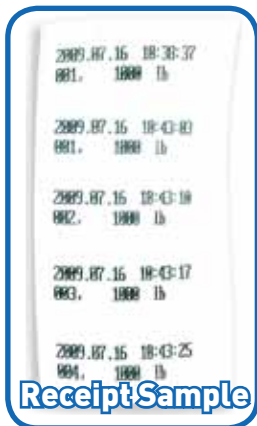 2009.07.16 18:38:37
001. 1000 lb
2009.07.16 18:43:03
001. 1000 lb
2009.07.16 18:43:10
002. 1000 lb
2009.07.16 18:43:17
003. 1000 lb
2009.07.16 18:43:25
004. 1000 lb
Receipt Sample